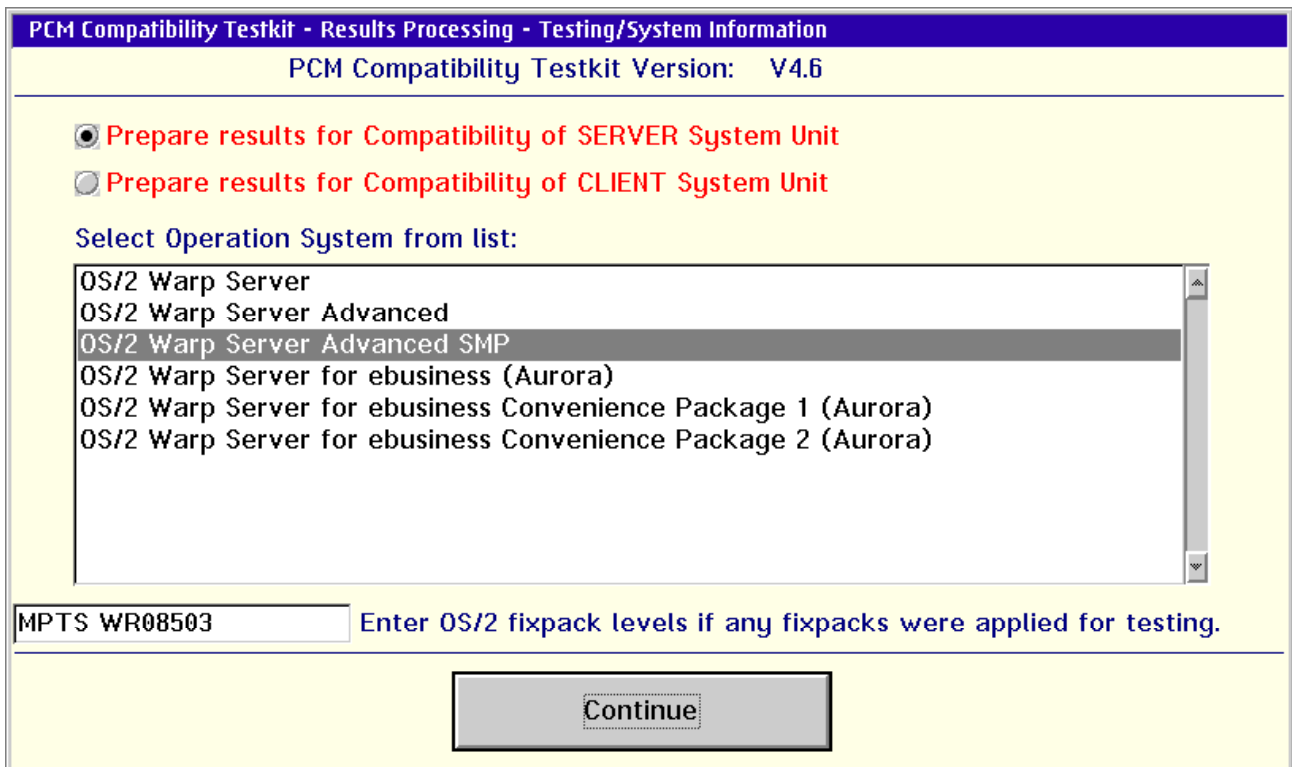 PCM Compatibility Testkit - Results Processing - Testing/System Information
PCM Compatibility Testkit Version: V4.6
Prepare results for Compatibility of SERVER System Unit
Prepare results for Compatibility of CLIENT System Unit
Select Operation System from list:
OS/2 Warp Server
OS/2 Warp Server Advanced
OS/2 Warp Server Advanced SMP
OS/2 Warp Server for ebusiness (Aurora)
OS/2 Warp Server for ebusiness Convenience Package 1 (Aurora)
OS/2 Warp Server for ebusiness Convenience Package 2 (Aurora)
MPTS WR08503 Enter OS/2 fixpack levels if any fixpacks were applied for testing.
Continue